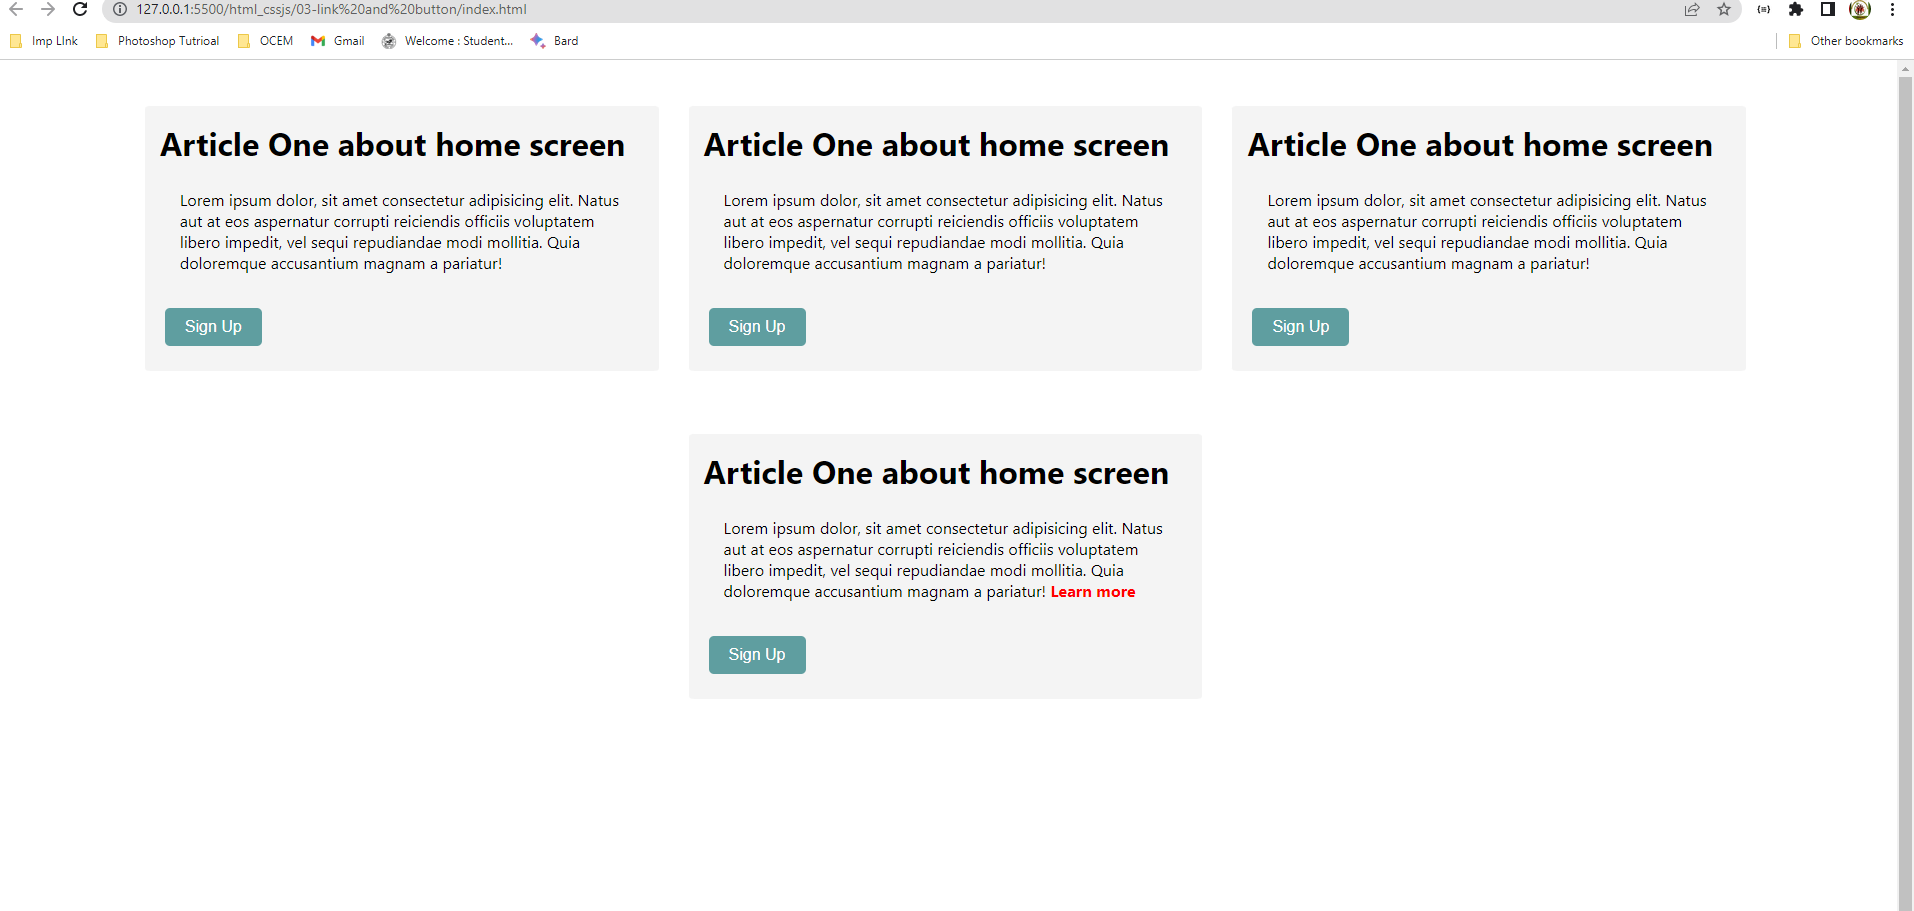 127.0.0.1:5500/html_cssjs/03-link%20and%20button/index.html
Imp LInk Photoshop Tutrioal OCEM Gmail Welcome : Student... Bard Other bookmarks
Article One about home screen
Lorem ipsum dolor, sit amet consectetur adipisicing elit. Natus
aut at eos aspernatur corrupti reiciendis officiis voluptatem
libero impedit, vel sequi repudiandae modi mollitia. Quia
doloremque accusantium magnam a pariatur!
Sign Up
Article One about home screen
Lorem ipsum dolor, sit amet consectetur adipisicing elit. Natus
aut at eos aspernatur corrupti reiciendis officiis voluptatem
libero impedit, vel sequi repudiandae modi mollitia. Quia
doloremque accusantium magnam a pariatur!
Sign Up
Article One about home screen
Lorem ipsum dolor, sit amet consectetur adipisicing elit. Natus
aut at eos aspernatur corrupti reiciendis officiis voluptatem
libero impedit, vel sequi repudiandae modi mollitia. Quia
doloremque accusantium magnam a pariatur!
Sign Up
Article One about home screen
Lorem ipsum dolor, sit amet consectetur adipisicing elit. Natus
aut at eos aspernatur corrupti reiciendis officiis voluptatem
libero impedit, vel sequi repudiandae modi mollitia. Quia
doloremque accusantium magnam a pariatur! Learn more
Sign Up